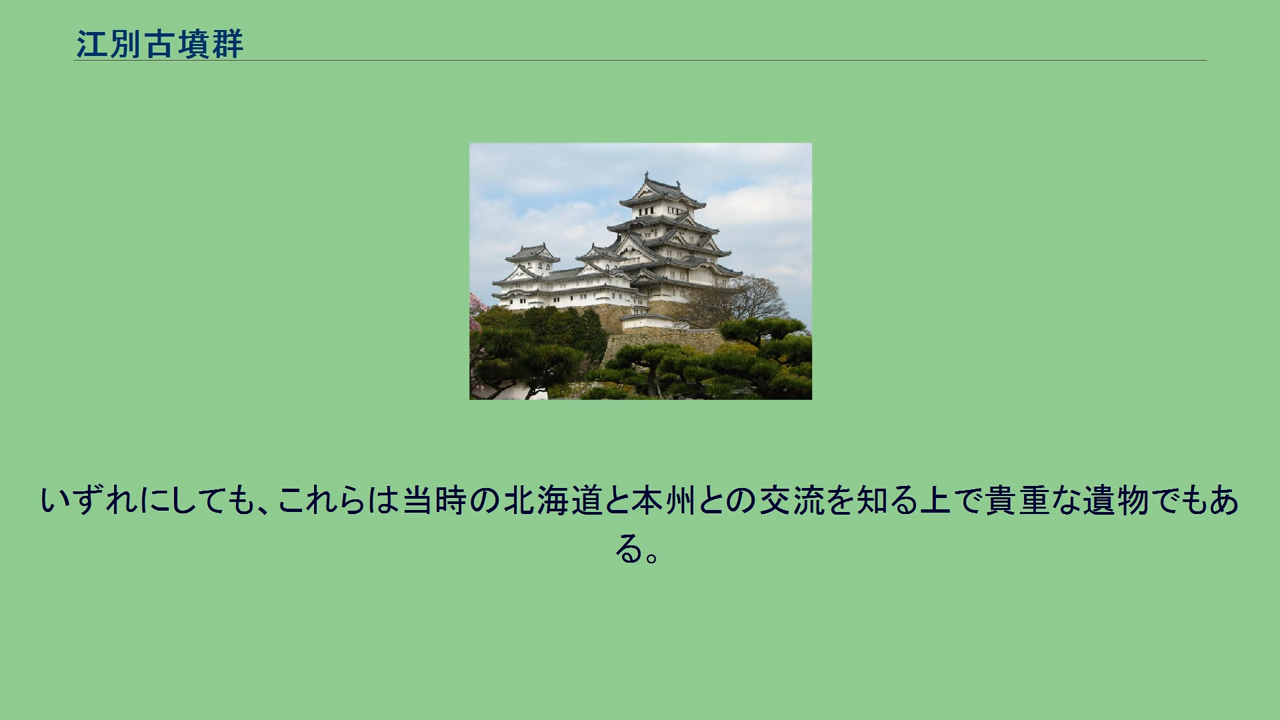 江別古墳群
いずれにしても、これらは当時の北海道と本州との交流を知る上で貴重な遺物でもあ
る。